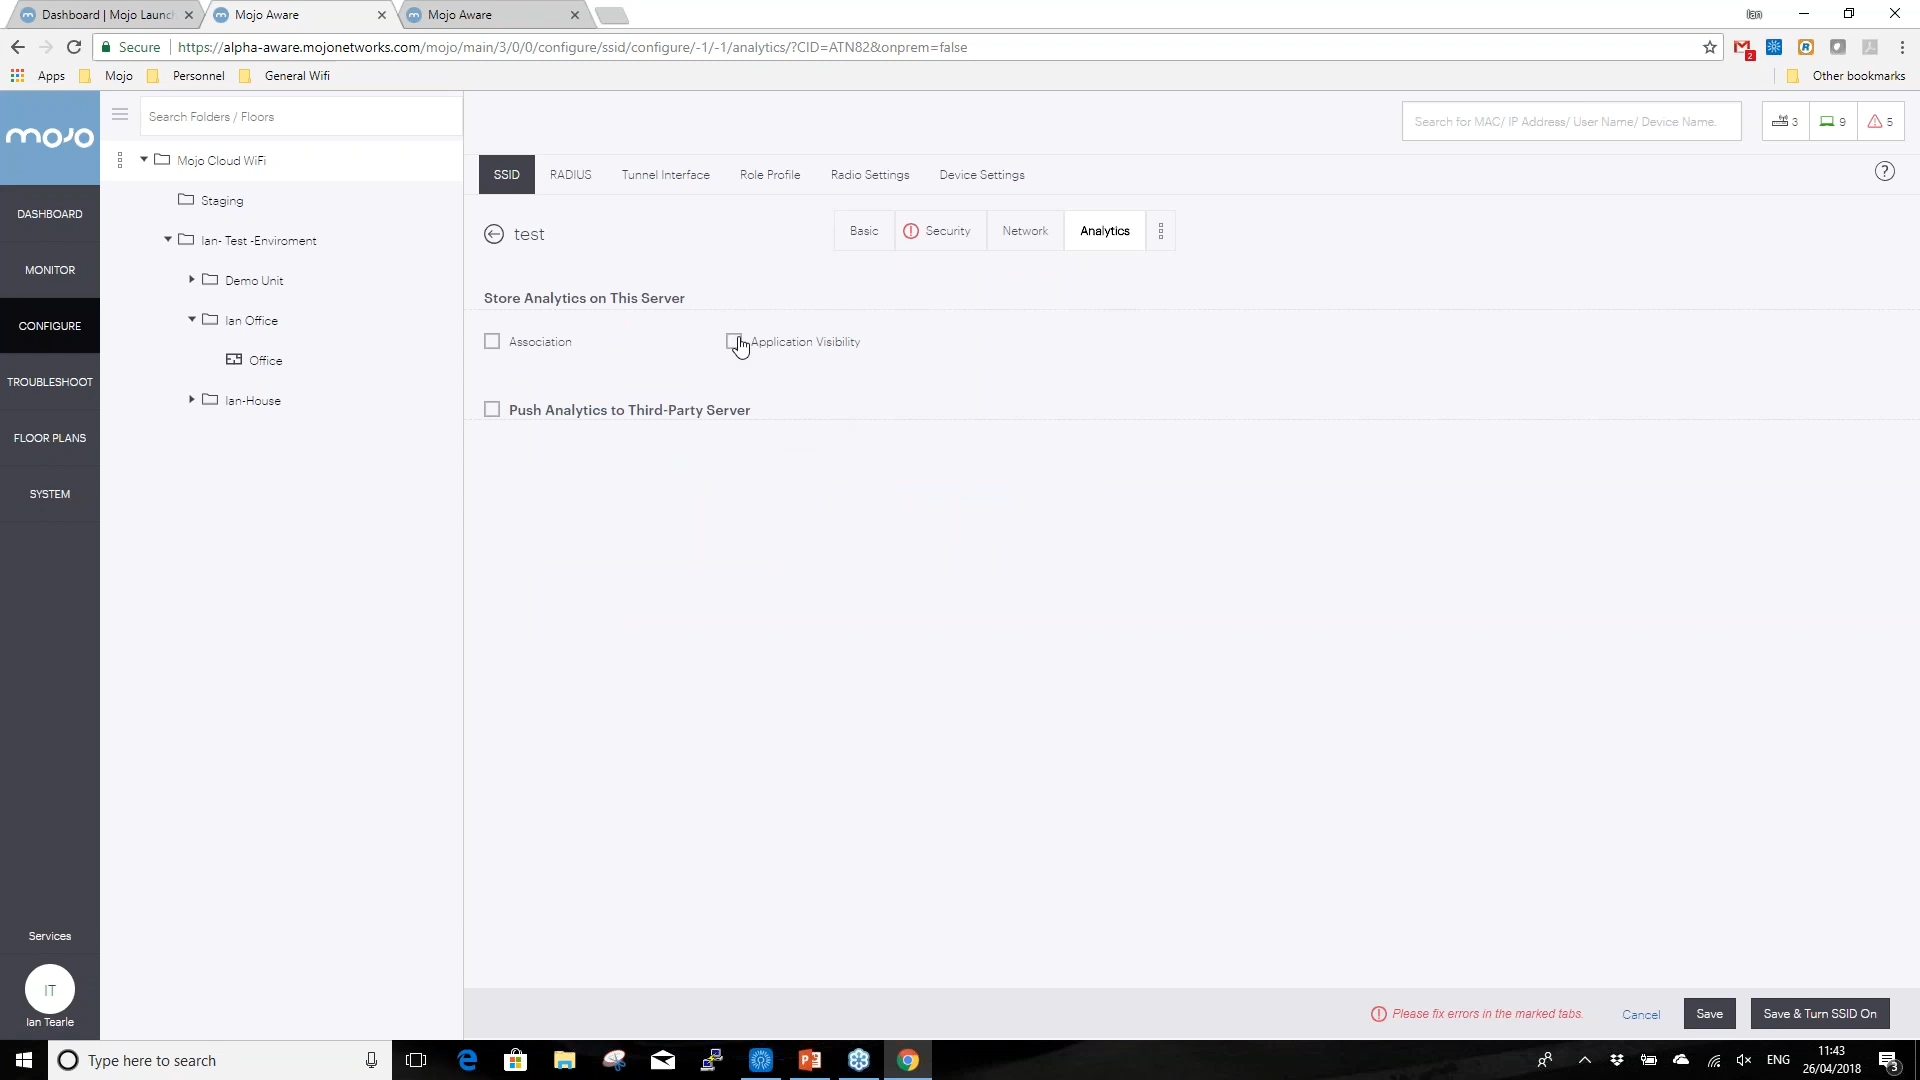 Dashboard | Mojo Launch
Mojo Aware
Mojo Aware
Ian
Secure
https://alpha-aware.mojonetworks.com/mojo/main/3/0/0/configure/ssid/configure/-1/-1/analytics/?CID=ATN82&onprem=false
2
Apps
Mojo
Personnel
General Wifi
Other bookmarks
mojo
Search Folders / Floors
Search for MAC/ IP Address/ User Name/ Device Name.
3
9
5
Mojo Cloud WiFi
SSID
RADIUS
Tunnel Interface
Role Profile
Radio Settings
Device Settings
?
Staging
DASHBOARD
test
Basic
Security
Network
Analytics
Ian- Test -Enviroment
MONITOR
Demo Unit
Store Analytics on This Server
CONFIGURE
Ian Office
Association
Application Visibility
Office
TROUBLESHOOT
Ian-House
Push Analytics to Third-Party Server
FLOOR PLANS
SYSTEM
Services
IT
Ian Tearle
Please fix errors in the marked tabs.
Cancel
Save
Save & Turn SSID On
Type here to search
ENG
11:43
26/04/2018
3